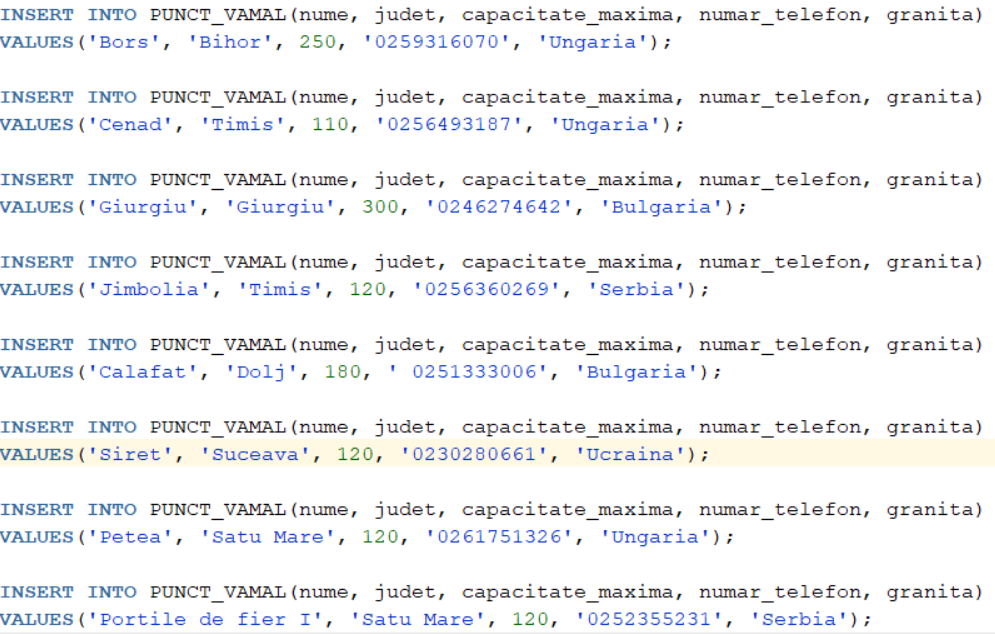 INSERT INTO PUNCT_VAMAL(nume, judet, capacitate_maxima, numar_telefon, granita)
VALUES('Bors', 'Bihor', 250, '0259316070', 'Ungaria');
INSERT INTO PUNCT_VAMAL(nume, judet, capacitate_maxima, numar_telefon, granita)
VALUES('Cenad', 'Timis', 110, '0256493187', 'Ungaria');
INSERT INTO PUNCT_VAMAL(nume, judet, capacitate_maxima, numar_telefon, granita)
VALUES('Giurgiu', 'Giurgiu', 300, '0246274642', 'Bulgaria');
INSERT INTO PUNCT_VAMAL(nume, judet, capacitate_maxima, numar_telefon, granita)
VALUES('Jimbolia', 'Timis', 120, '0256360269', 'Serbia');
INSERT INTO PUNCT_VAMAL(nume, judet, capacitate_maxima, numar_telefon, granita)
VALUES('Calafat', 'Dolj', 180, ' 0251333006', 'Bulgaria');
INSERT INTO PUNCT_VAMAL(nume, judet, capacitate_maxima, numar_telefon, granita)
VALUES('Siret', 'Suceava', 120, '0230280661', 'Ucraina');
INSERT INTO PUNCT_VAMAL(nume, judet, capacitate_maxima, numar_telefon, granita)
VALUES('Petea', 'Satu Mare', 120, '0261751326', 'Ungaria');
INSERT INTO PUNCT_VAMAL(nume, judet, capacitate_maxima, numar_telefon, granita)
VALUES('Portile de fier I', 'Satu Mare', 120, '0252355231', 'Serbia');